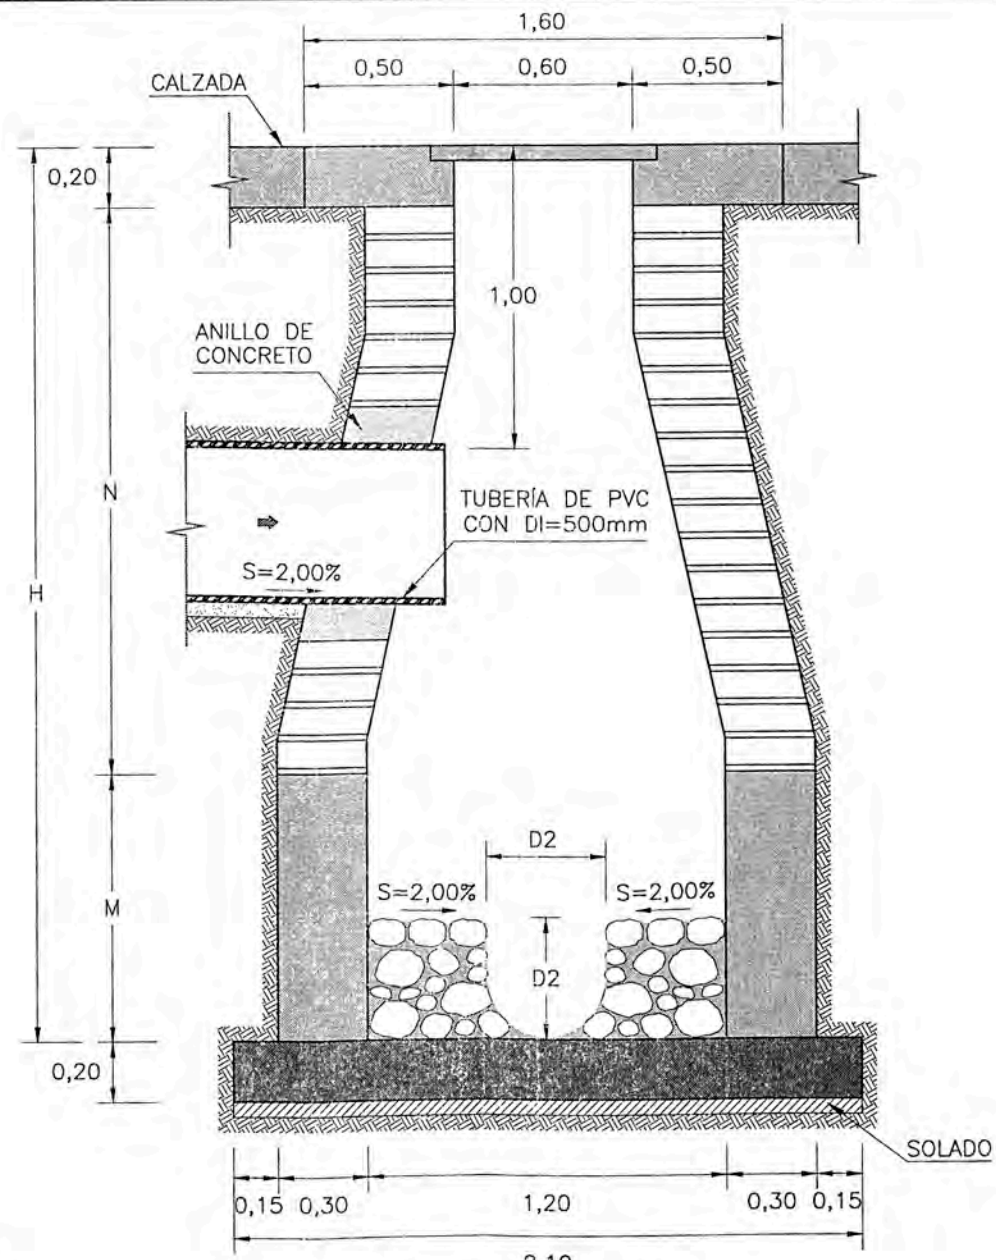 1,60
0,50
0,60
0,50
CALZADA
0,20
1,00
ANILLO DE
CONCRETO
N
TUBERÍA DE PVC
CON DI=500mm
S=2,00%
H
D2
S=2,00%
S=2,00%
M
D2
0,20
SOLADO
0,15
0,30
1,20
0,30
0,15
2,10